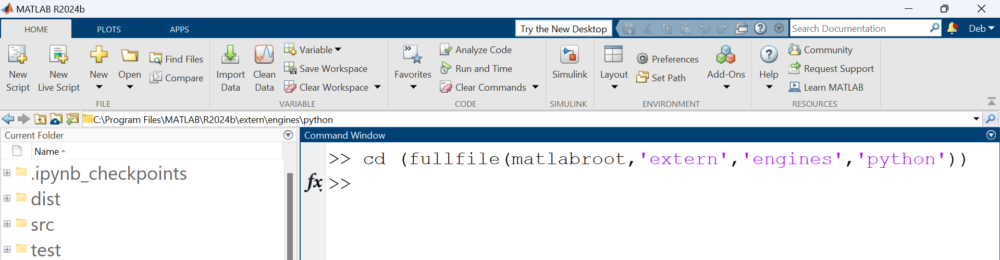 MATLAB R2024b
HOME PLOTS APPS Try the New Desktop Search Documentation Deb
New Script
New Live Script
New
Open
Find Files
Compare
FILE
Import Data
Clean Data
Variable
Save Workspace
Clear Workspace
VARIABLE
Favorites
Analyze Code
Run and Time
Clear Commands
CODE
Simulink
SIMULINK
Layout
Preferences
Set Path
Add-Ons
ENVIRONMENT
Help
Community
Request Support
Learn MATLAB
RESOURCES
C:\Program Files\MATLAB\R2024b\extern\engines\python
Current Folder
Name
.ipynb_checkpoints
dist
src
test
Command Window
>> cd (fullfile(matlabroot,'extern','engines','python'))
fx >>